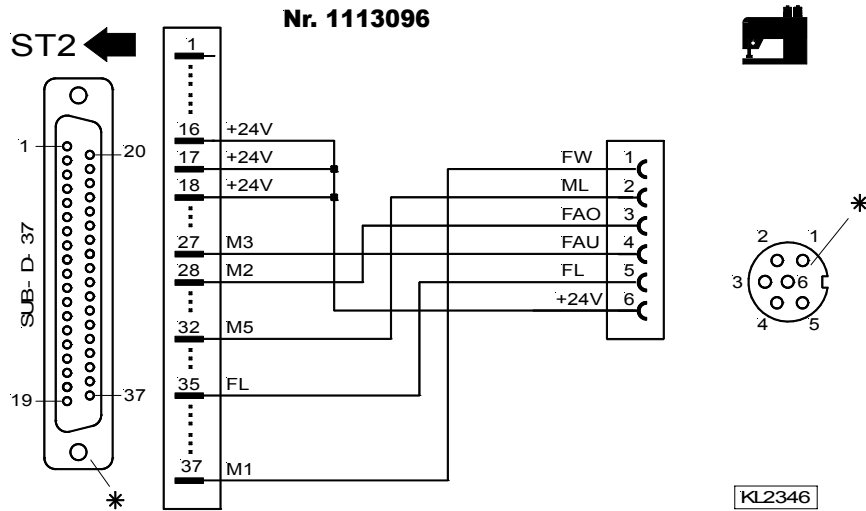 Nr. 1113096
ST2
1
16 +24V
17 +24V
18 +24V
27 M3
28 M2
32 M5
35 FL
37 M1
FW 1
ML 2
FAO 3
FAU 4
FL 5
+24V 6
1
20
SUB-D-37
19
37
*
*
2 1
3 6
4 5
KL2346